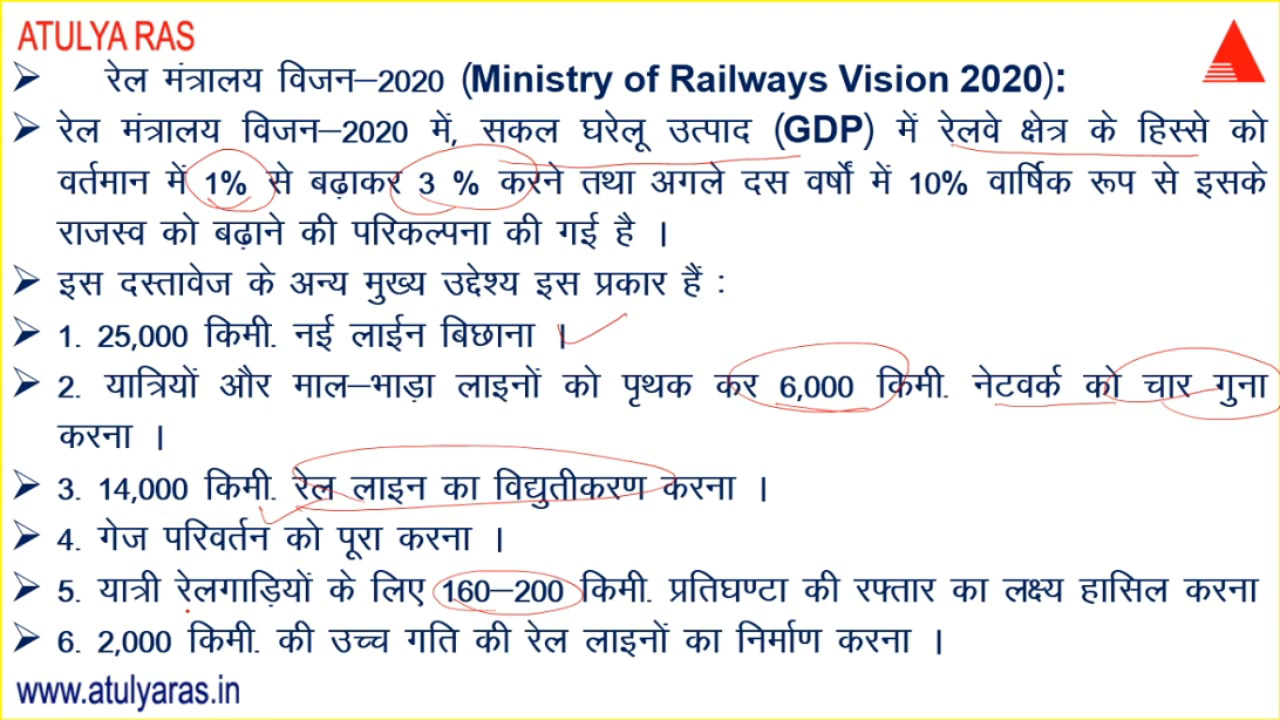 ATULYA RAS
➢ रेल मंत्रालय विजन–2020 (Ministry of Railways Vision 2020):
➢ रेल मंत्रालय विजन–2020 में, सकल घरेलू उत्पाद (GDP) में रेलवे क्षेत्र के हिस्से को
वर्तमान में 1% से बढ़ाकर 3 % करने तथा अगले दस वर्षों में 10% वार्षिक रूप से इसके
राजस्व को बढ़ाने की परिकल्पना की गई है ।
➢ इस दस्तावेज के अन्य मुख्य उद्देश्य इस प्रकार हैं :
➢ 1. 25,000 किमी. नई लाईन बिछाना ।
➢ 2. यात्रियों और माल–भाड़ा लाइनों को पृथक कर 6,000 किमी. नेटवर्क को चार गुना
करना ।
➢ 3. 14,000 किमी. रेल लाइन का विद्युतीकरण करना ।
➢ 4. गेज परिवर्तन को पूरा करना ।
➢ 5. यात्री रेलगाड़ियों के लिए 160–200 किमी. प्रतिघण्टा की रफ्तार का लक्ष्य हासिल करना
➢ 6. 2,000 किमी. की उच्च गति की रेल लाइनों का निर्माण करना ।
www.atulyaras.in